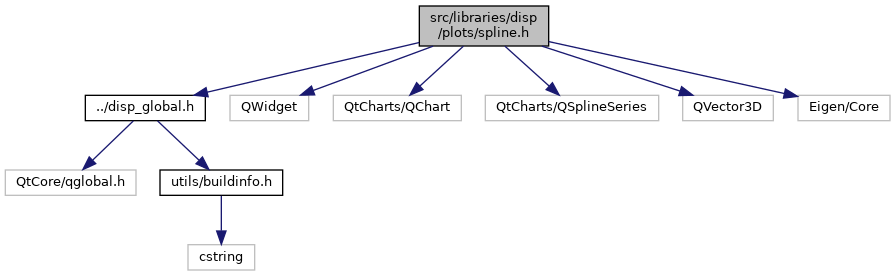 src/libraries/disp
/plots/spline.h
../disp_global.h
QWidget
QtCharts/QChart
QtCharts/QSplineSeries
QVector3D
Eigen/Core
QtCore/qglobal.h
utils/buildinfo.h
cstring